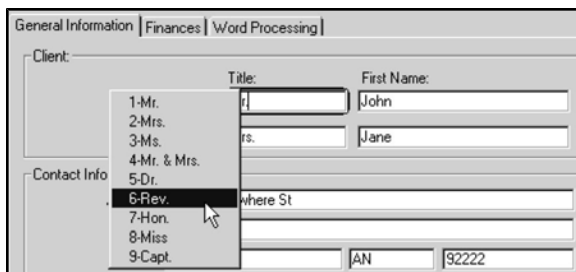 General Information Finances Word Processing
Client:
Title: First Name:
r. John
rs. Jane
1-Mr.
2-Mrs.
3-Ms.
4-Mr. & Mrs.
5-Dr.
6-Rev.
7-Hon.
8-Miss
9-Capt.
Contact Info
where St
AN 92222